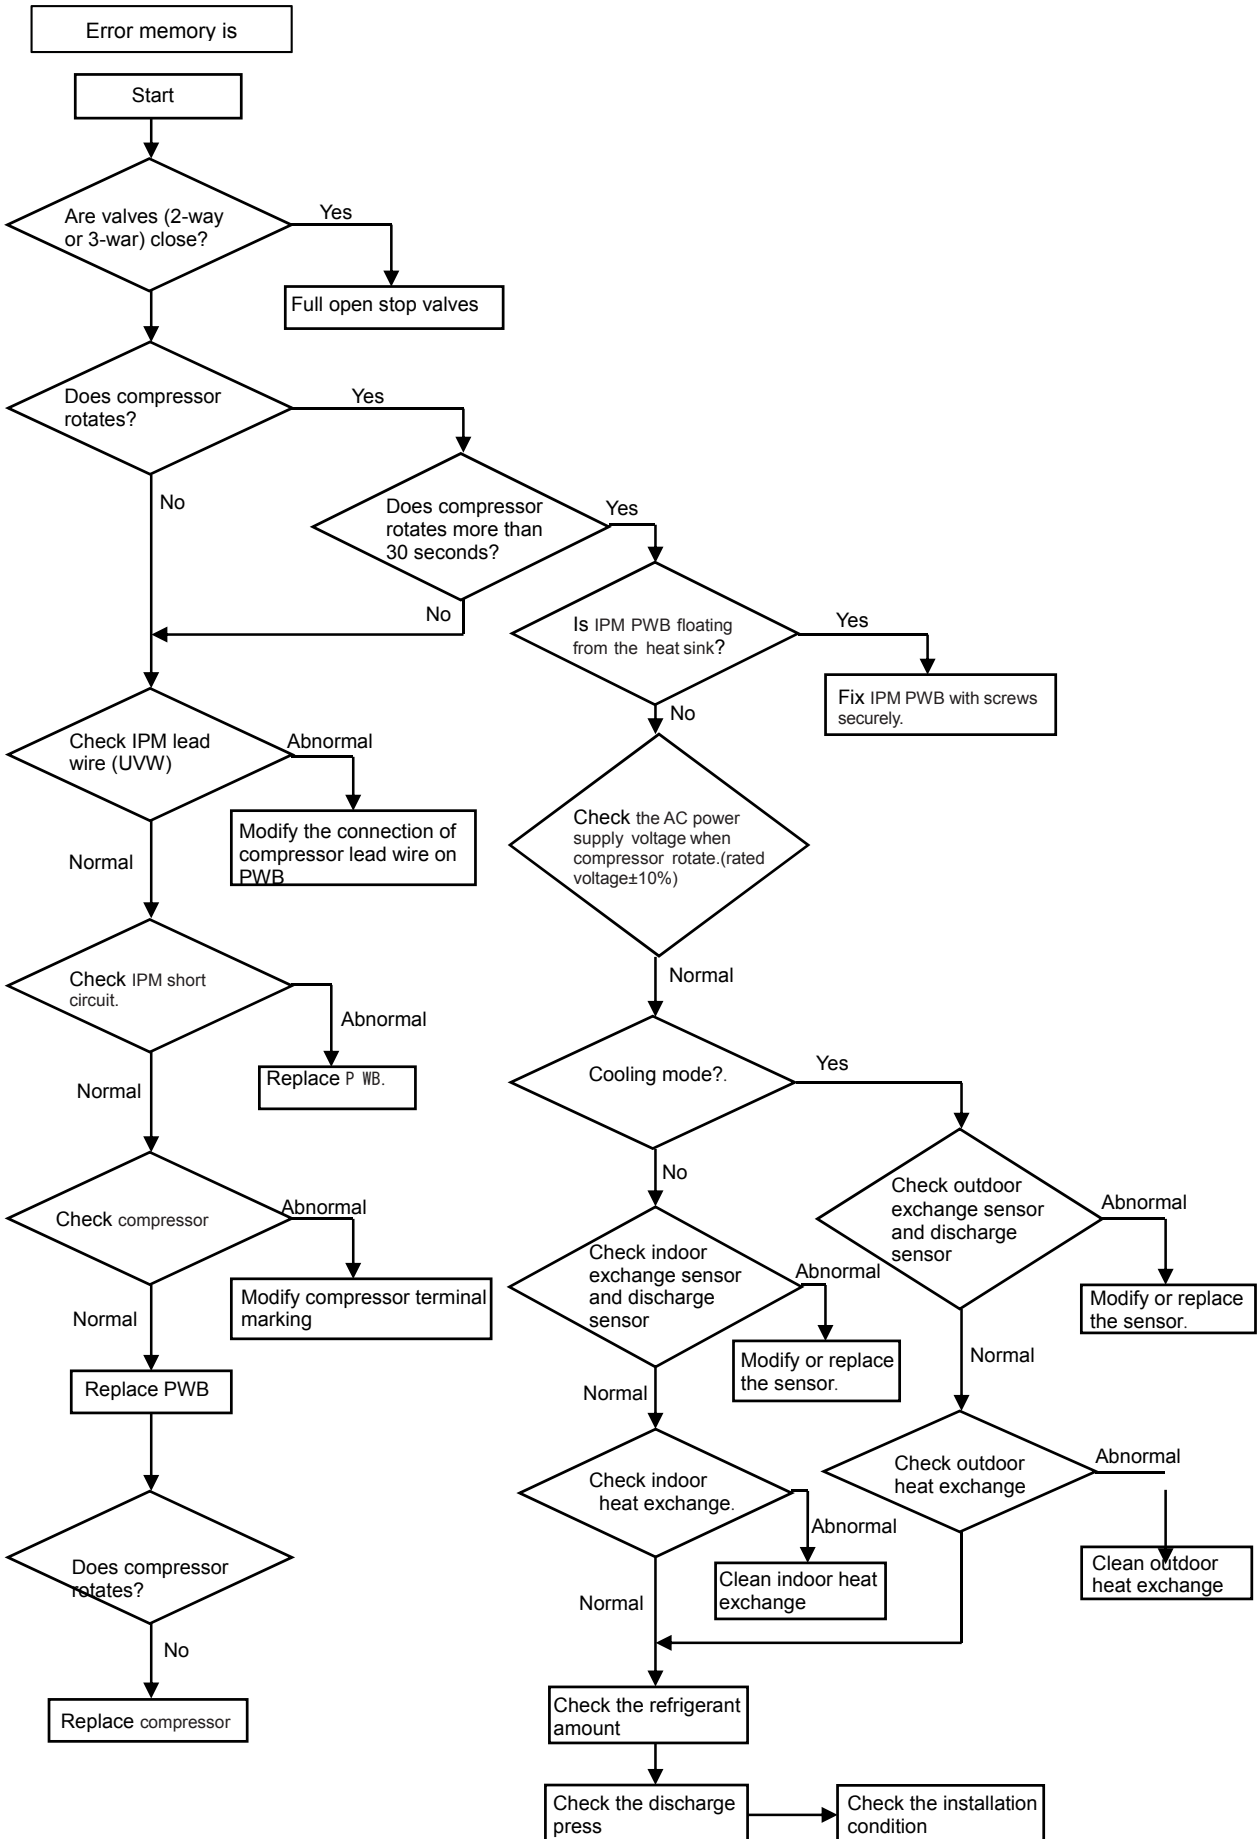 Error memory is
Start
Are valves (2-way
or 3-war) close?
Yes
Full open stop valves
Does compressor
rotates?
Yes
No
Does compressor
rotates more than
30 seconds?
Yes
No
Is IPM PWB floating
from the heat sink?
Yes
Fix IPM PWB with screws
securely.
No
Check IPM lead
wire (UVW)
Abnormal
Modify the connection of
compressor lead wire on
PWB
Normal
Check the AC power
supply voltage when
compressor rotate.(rated
voltage±10%)
Normal
Check IPM short
circuit.
Abnormal
Replace P WB.
Normal
Cooling mode?.
Yes
No
Check compressor
Abnormal
Modify compressor terminal
marking
Normal
Replace PWB
Does compressor
rotates?
No
Replace compressor
Check indoor
exchange sensor
and discharge
sensor
Abnormal
Modify or replace
the sensor.
Normal
Check indoor
heat exchange.
Abnormal
Clean indoor heat
exchange
Normal
Check outdoor
exchange sensor
and discharge
sensor
Abnormal
Modify or replace
the sensor.
Normal
Check outdoor
heat exchange
Abnormal
Clean outdoor
heat exchange
Check the refrigerant
amount
Check the discharge
press
Check the installation
condition